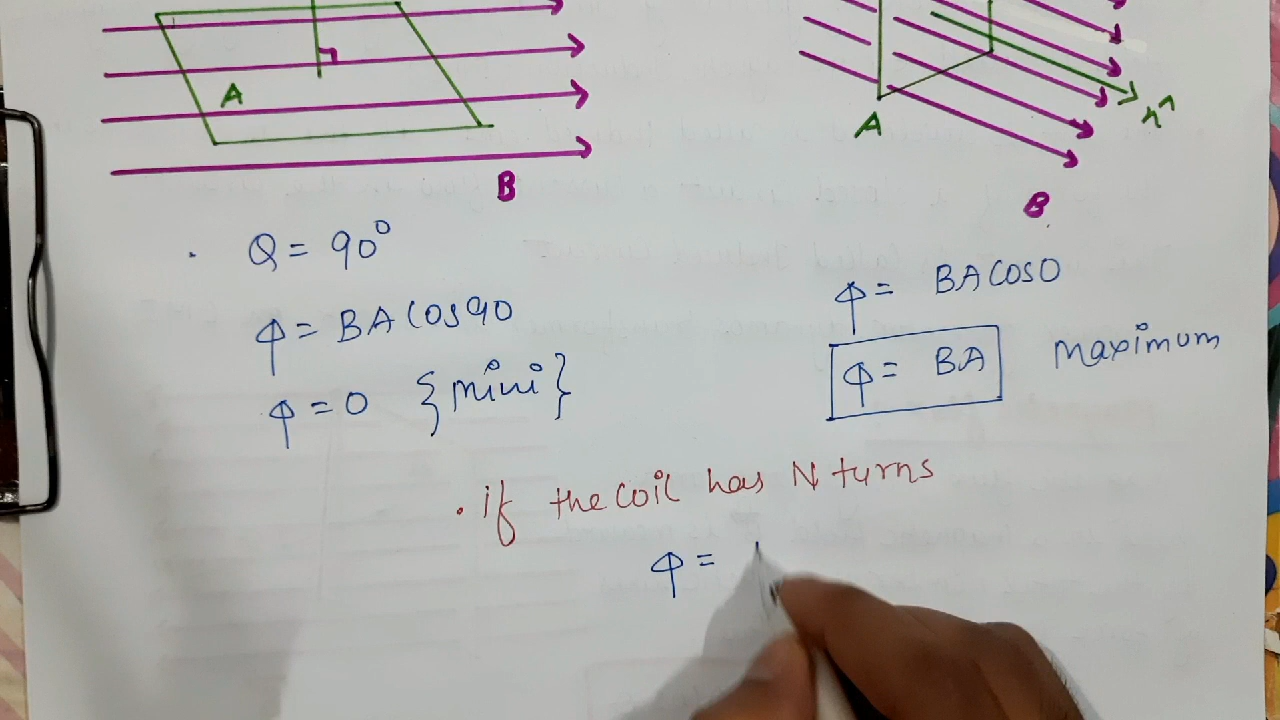 A
B
n^
A
B
Q = 90°
φ = BA COS 90
φ = 0 {mini}
φ = BA COS 0
φ = BA Maximum
. if the coil has N turns
φ =